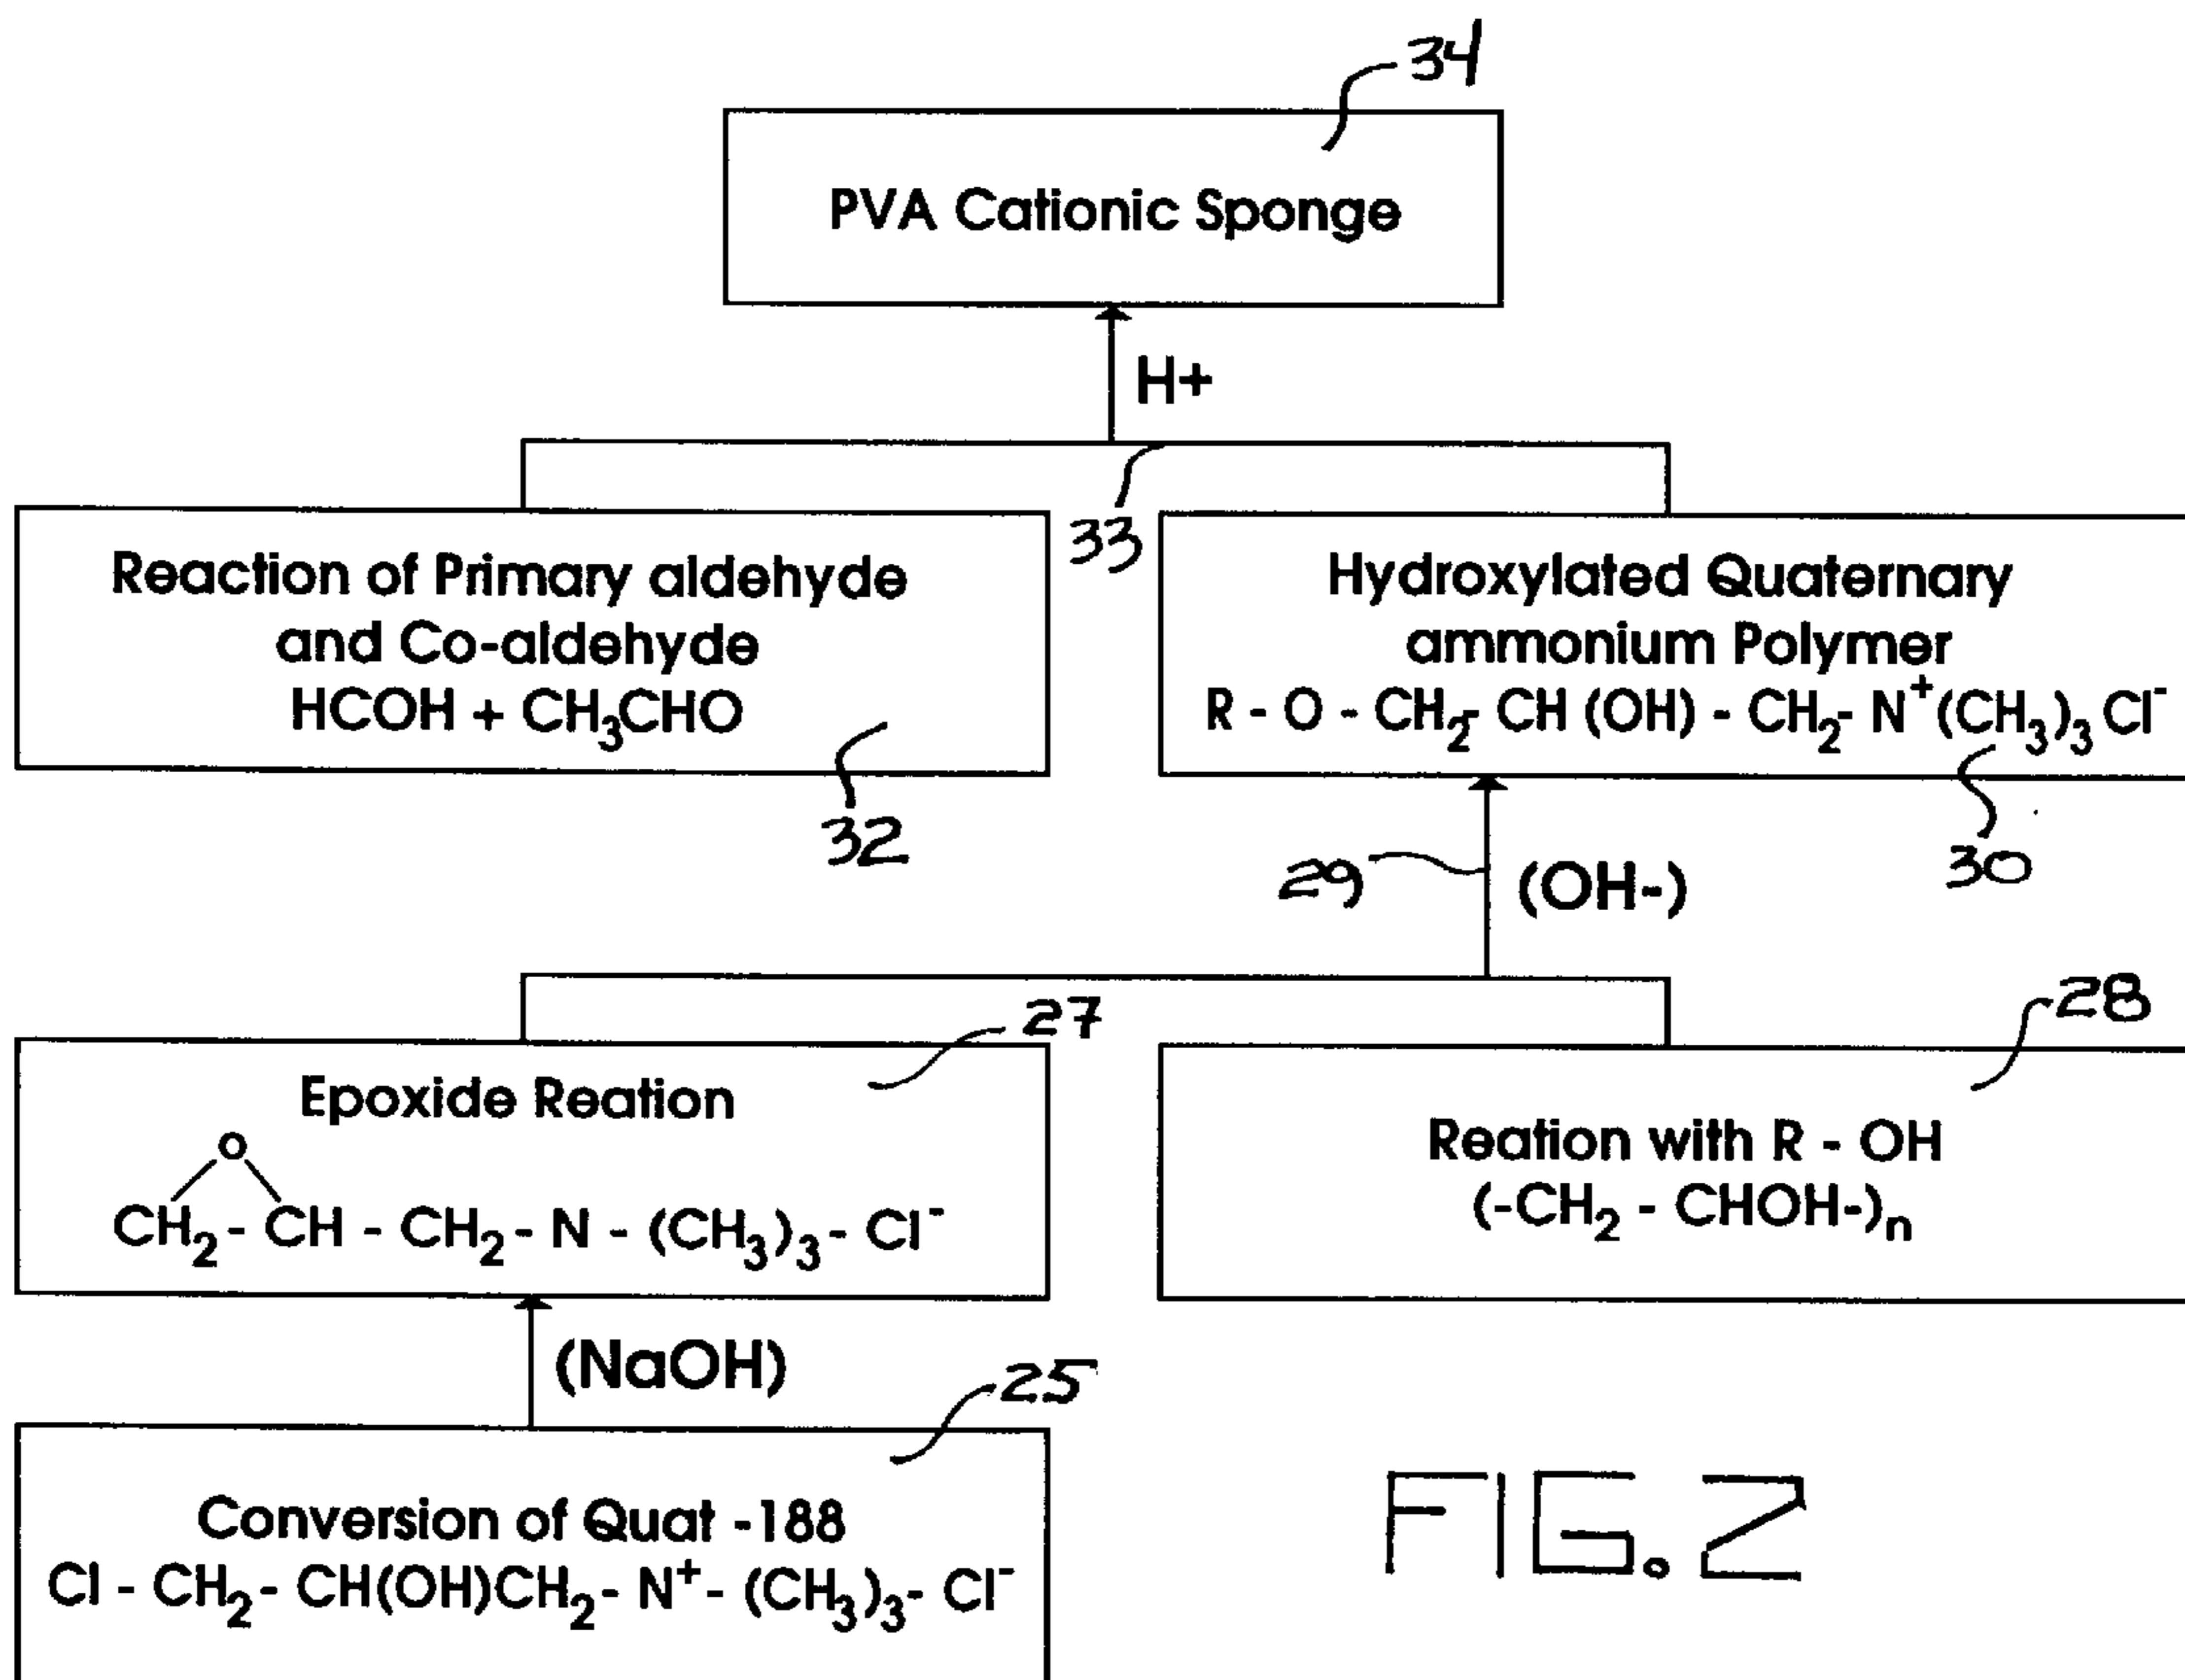 34
PVA Cationic Sponge
H+
33
Reaction of Primary aldehyde
and Co-aldehyde
HCOH + CH₃CHO
32
Hydroxylated Quaternary
ammonium Polymer
R - O - CH₂- CH (OH) - CH₂- N⁺(CH₃)₃ Cl⁻
30
29
(OH-)
27
Epoxide Reation
O
CH₂ - CH - CH₂ - N - (CH₃)₃ - Cl⁻
28
Reation with R - OH
(-CH₂ - CHOH-)ₙ
(NaOH)
25
Conversion of Quat -188
Cl - CH₂ - CH(OH)CH₂ - N⁺ - (CH₃)₃ - Cl⁻
FIG. 2